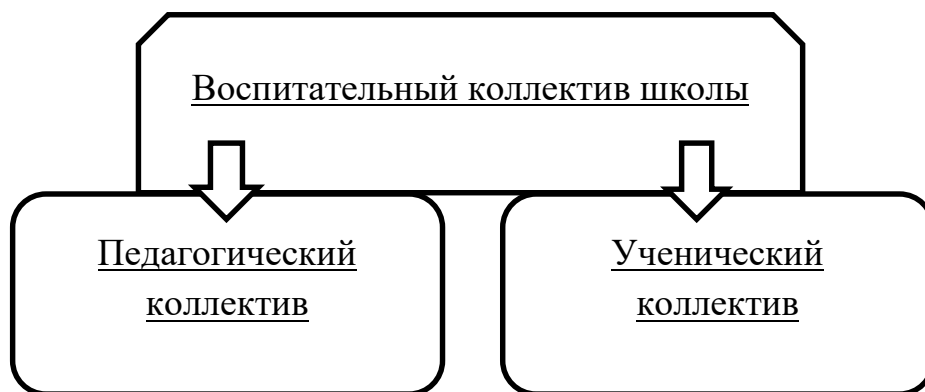 Воспитательный коллектив школы
Педагогический
коллектив
Ученический
коллектив